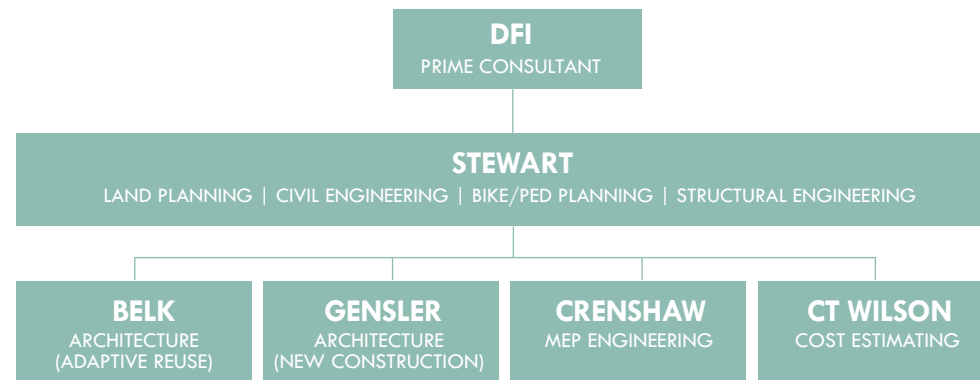 DFI
PRIME CONSULTANT
STEWART
LAND PLANNING | CIVIL ENGINEERING | BIKE/PED PLANNING | STRUCTURAL ENGINEERING
BELK
ARCHITECTURE
(ADAPTIVE REUSE)
GENSLER
ARCHITECTURE
(NEW CONSTRUCTION)
CRENSHAW
MEP ENGINEERING
CT WILSON
COST ESTIMATING